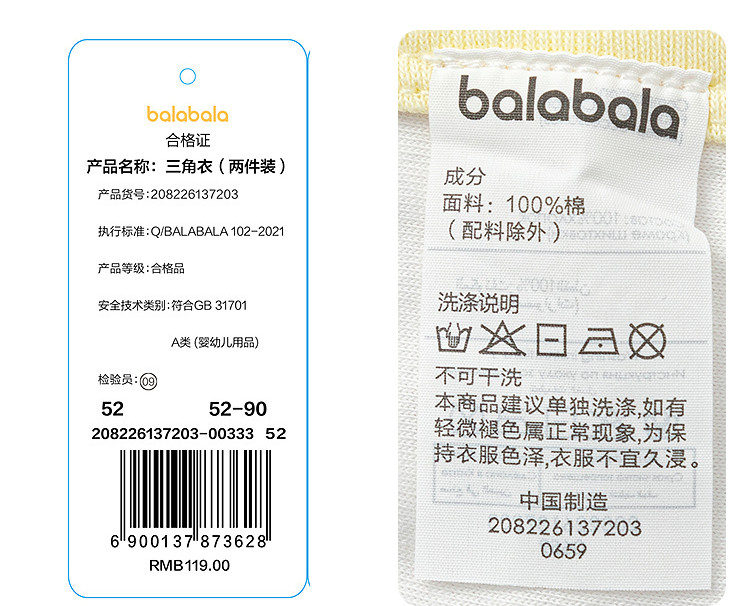 balabala
合格证
产品名称：三角衣（两件装）
产品货号:208226137203
执行标准:Q/BALABALA 102-2021
产品等级:合格品
安全技术类别:符合GB 31701
A类 (婴幼儿用品)
检验员:09
52 52-90
208226137203-00333 52
6 900137 873628
RMB119.00
balabala
成分
面料：100%棉
（配料除外）
洗涤说明
不可干洗
本商品建议单独洗涤,如有
轻微褪色属正常现象,为保
持衣服色泽,衣服不宜久浸。
中国制造
208226137203
0659